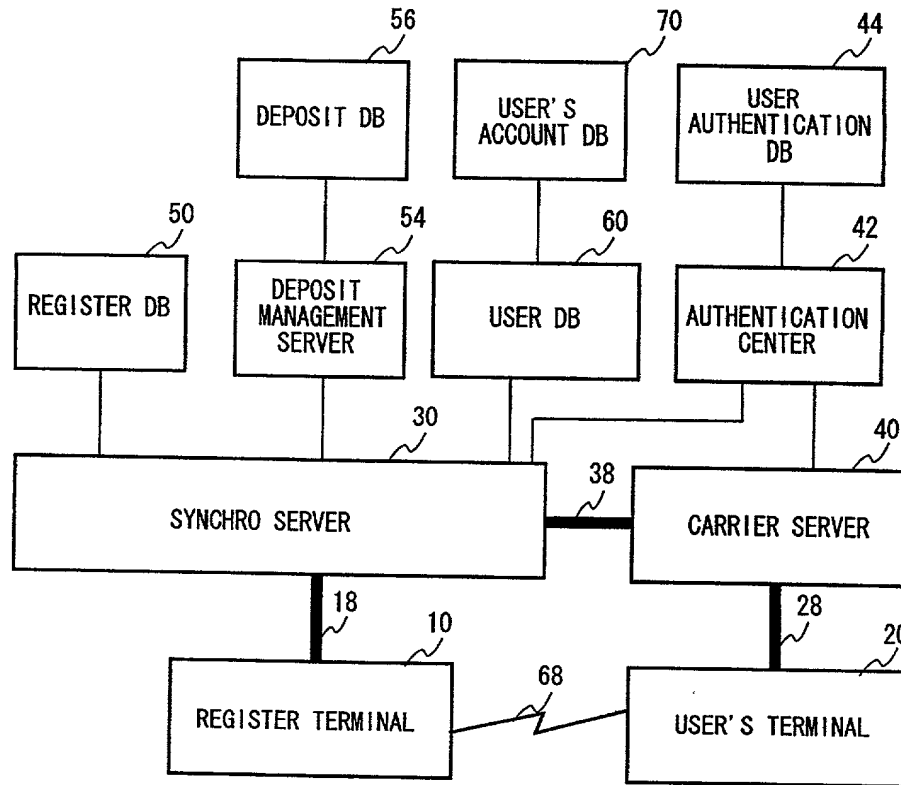 56
70
44
DEPOSIT DB
USER'S
ACCOUNT DB
USER
AUTHENTICATION
DB
50
54
60
42
REGISTER DB
DEPOSIT
MANAGEMENT
SERVER
USER DB
AUTHENTICATION
CENTER
30
40
SYNCHRO SERVER
38
CARRIER SERVER
18
10
28
20
REGISTER TERMINAL
68
USER'S TERMINAL